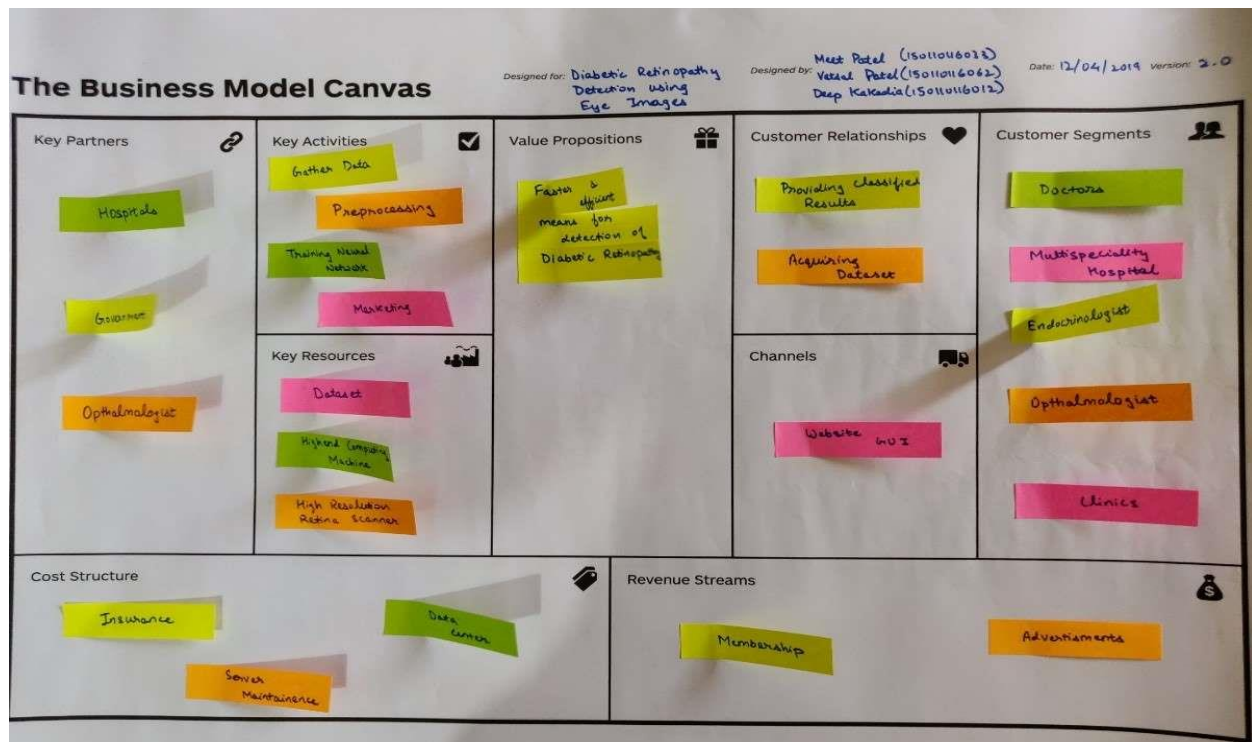 The Business Model Canvas
Designed for: Diabetic Retinopathy
Detection using
Eye Images
Designed by:
Meet Patel (150110116033)
Vatsal Patel (150110116062)
Deep Kakadia (150110116012)
Date: 12/04/2019 Version: 2.0
Key Partners
Hospitals
Opthalmologist
Key Activities
Gather Data
Preprocessing
Training Neural
Network
Marketing
Key Resources
Dataset
Highend Computing
Machine
High Resolution
Retina Scanner
Value Propositions
Faster &
efficient
means for
detection of
Diabetic Retinopathy
Customer Relationships
Providing Classified
Results
Acquiring
Dataset
Channels
Website
GUI
Customer Segments
Doctors
Multispeciality
Hospital
Endocrinologist
Opthalmologist
Clinics
Cost Structure
Insurance
Data
Center
Server
Maintainence
Revenue Streams
Membership
Advertisments
$